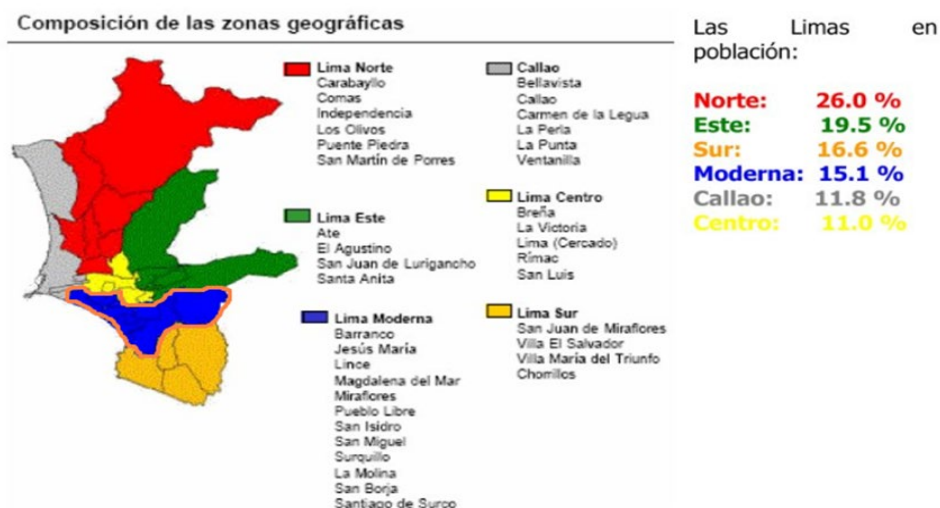 Composición de las zonas geográficas
Lima Norte
Carabayllo
Comas
Independencia
Los Olivos
Puente Piedra
San Martín de Porres
Callao
Bellavista
Callao
Carmen de la Legua
La Perla
La Punta
Ventanilla
Lima Este
Ate
El Agustino
San Juan de Lurigancho
Santa Anita
Lima Centro
Breña
La Victoria
Lima (Cercado)
Rímac
San Luis
Lima Moderna
Barranco
Jesús María
Lince
Magdalena del Mar
Miraflores
Pueblo Libre
San Isidro
San Miguel
Surquillo
La Molina
San Borja
Santiago de Surco
Lima Sur
San Juan de Miraflores
Villa El Salvador
Villa María del Triunfo
Chorrillos
Las Limas en
población:
Norte: 26.0 %
Este: 19.5 %
Sur: 16.6 %
Moderna: 15.1 %
Callao: 11.8 %
Centro: 11.0 %